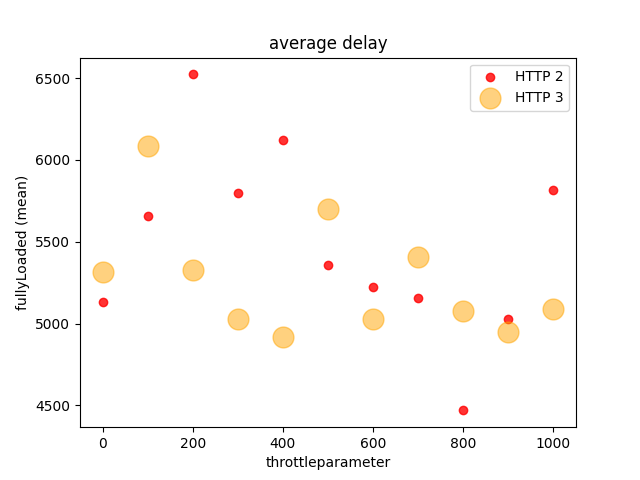 average delay
HTTP 2
HTTP 3
fullyLoaded (mean)
6500
6000
5500
5000
4500
0 200 400 600 800 1000
throttleparameter